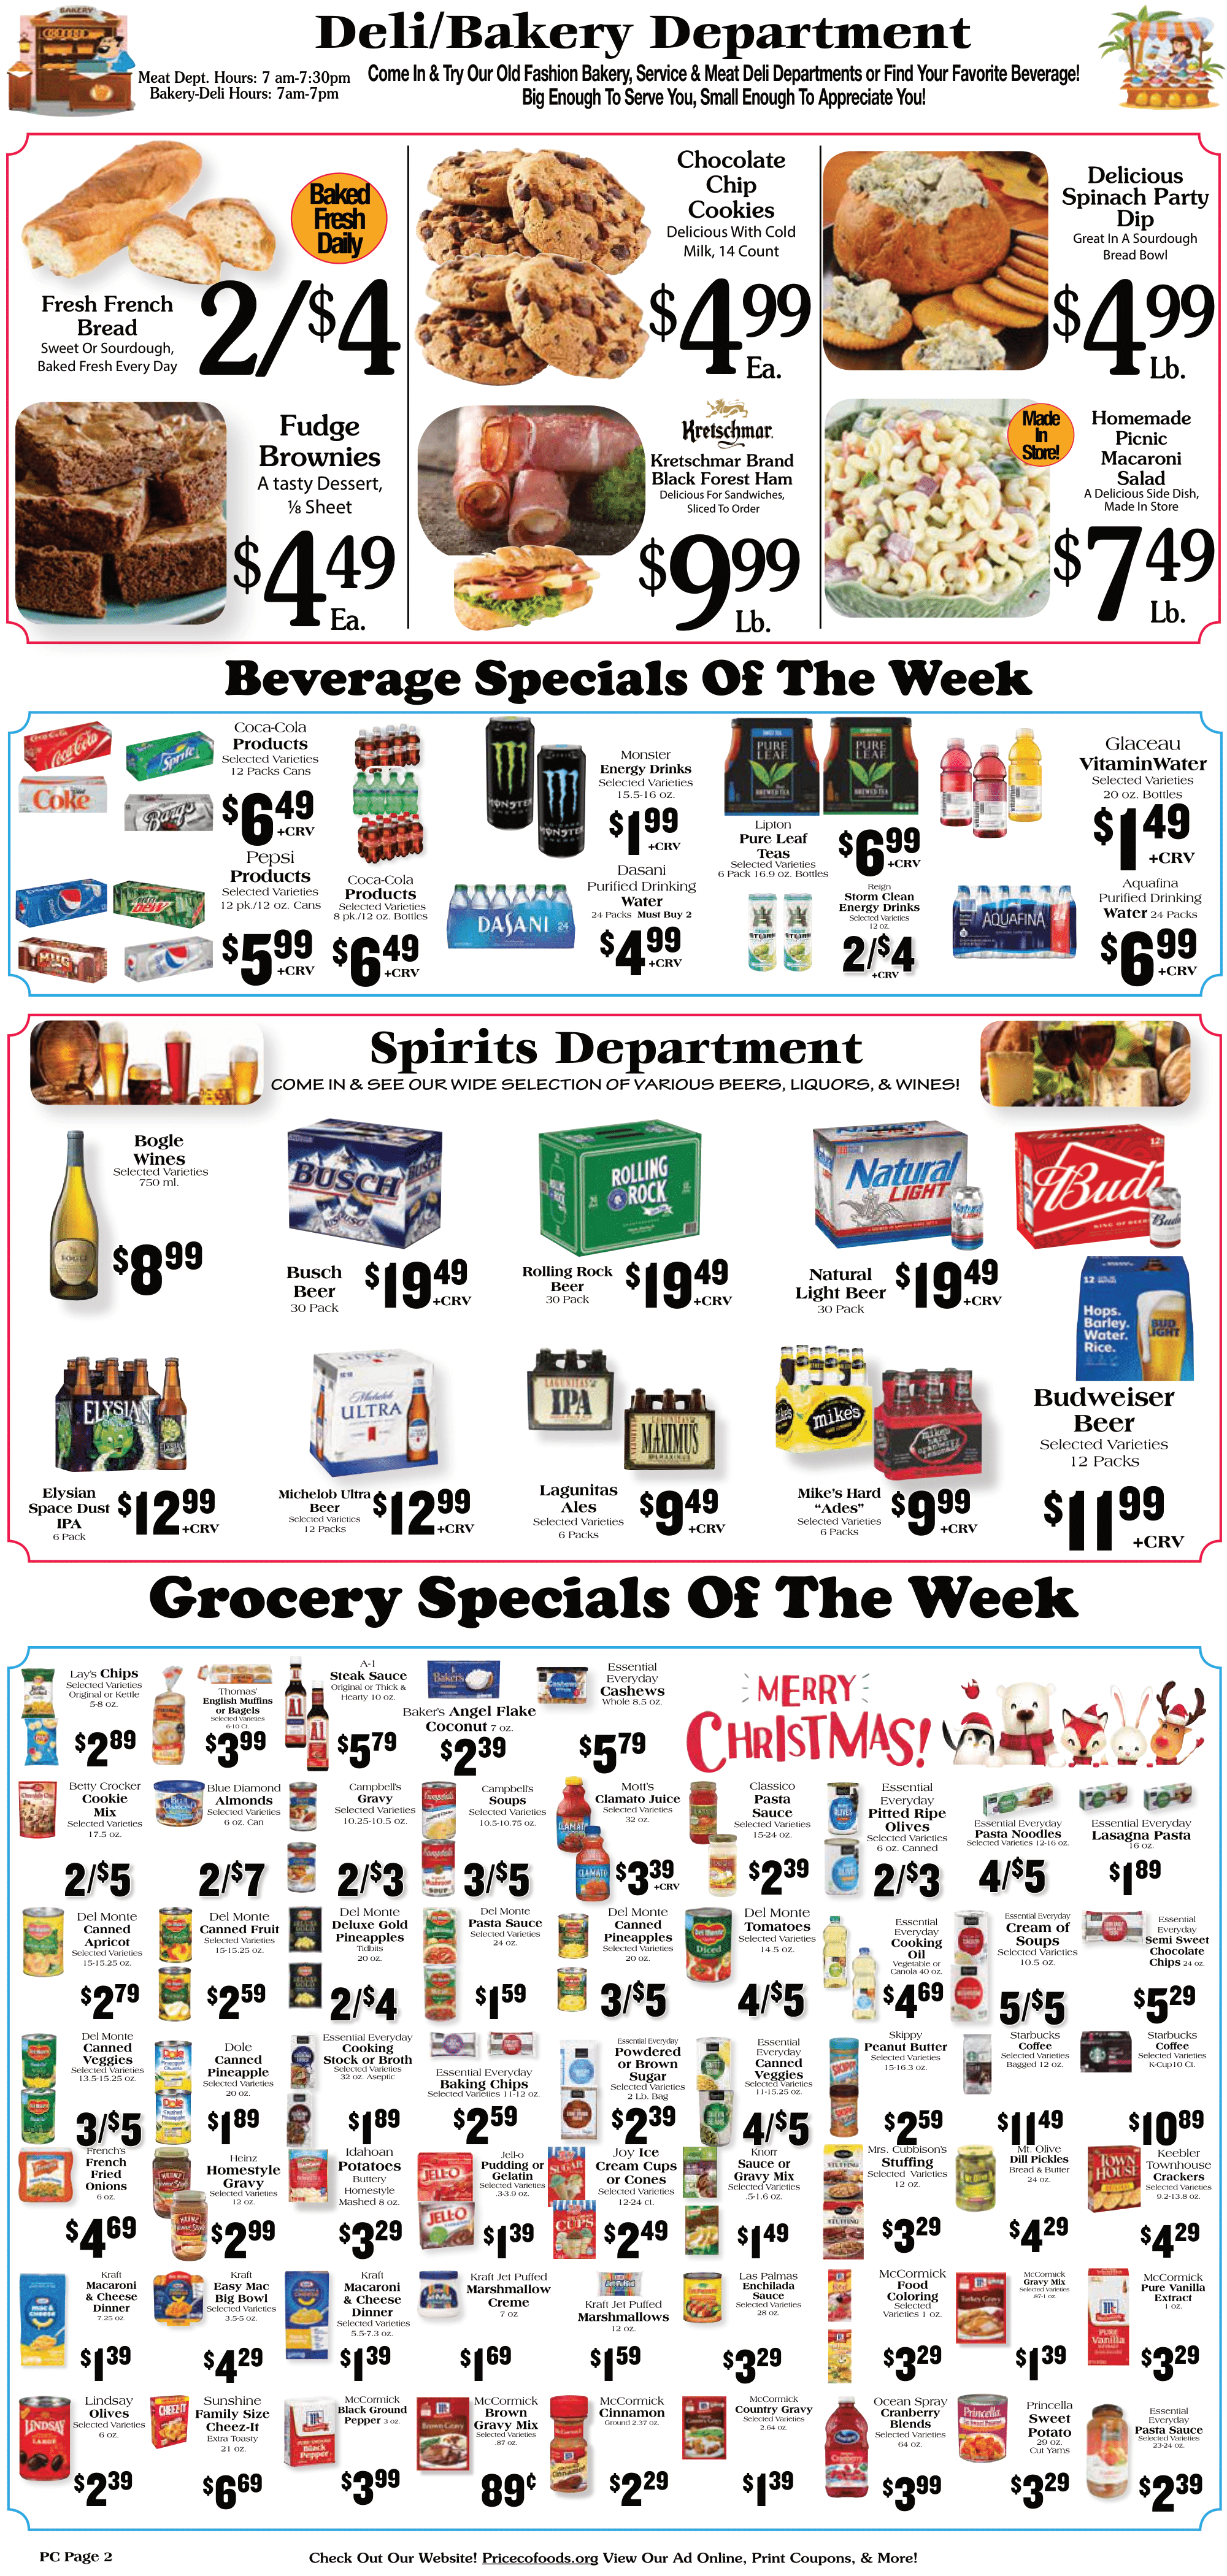 BAKERY
Deli/Bakery Department
Meat Dept. Hours: 7 am-7:30pm
Bakery-Deli Hours: 7am-7pm
Come In & Try Our Old Fashion Bakery, Service & Meat Deli Departments or Find Your Favorite Beverage!
Big Enough To Serve You, Small Enough To Appreciate You!
Baked
Fresh
Daily
Fresh French
Bread
Sweet Or Sourdough,
Baked Fresh Every Day
2/$4
Chocolate
Chip
Cookies
Delicious With Cold
Milk, 14 Count
$4.99
Ea.
Delicious
Spinach Party
Dip
Great In A Sourdough
Bread Bowl
$4.99
Lb.
Fudge
Brownies
A tasty Dessert,
⅛ Sheet
$4.49
Ea.
Kretschmar
Kretschmar Brand
Black Forest Ham
Delicious For Sandwiches,
Sliced To Order
$9.99
Lb.
Made
In
Store!
Homemade
Picnic
Macaroni
Salad
A Delicious Side Dish,
Made In Store
$7.49
Lb.
Beverage Specials Of The Week
Coca-Cola
Products
Selected Varieties
12 Packs Cans
$6.49
+CRV
Pepsi
Products
Selected Varieties
12 pk./12 oz. Cans
$5.99
+CRV
Coca-Cola
Products
Selected Varieties
8 pk./12 oz. Bottles
$6.49
+CRV
Monster
Energy Drinks
Selected Varieties
15.5-16 oz.
$1.99
+CRV
DASANI
Dasani
Purified Drinking
Water
24 Packs Must Buy 2
$4.99
+CRV
Lipton
Pure Leaf
Teas
Selected Varieties
6 Pack 16.9 oz. Bottles
$6.99
+CRV
Reign
Storm Clean
Energy Drinks
Selected Varieties
12 oz.
2/$4
+CRV
Glaceau
VitaminWater
Selected Varieties
20 oz. Bottles
$1.49
+CRV
AQUAFINA
Aquafina
Purified Drinking
Water 24 Packs
$6.99
+CRV
Spirits Department
COME IN & SEE OUR WIDE SELECTION OF VARIOUS BEERS, LIQUORS, & WINES!
Bogle
Wines
Selected Varieties
750 ml.
$8.99
BUSCH
Busch
Beer
30 Pack
$19.49
+CRV
ROLLING
ROCK
Rolling Rock
Beer
30 Pack
$19.49
+CRV
Natural
LIGHT
Natural
Light Beer
30 Pack
$19.49
+CRV
Hops.
Barley.
Water.
Rice.
BUD
LIGHT
Budweiser
Beer
Selected Varieties
12 Packs
$11.99
+CRV
ELYSIAN
Elysian
Space Dust
IPA
6 Pack
$12.99
+CRV
ULTRA
Michelob Ultra
Beer
Selected Varieties
12 Packs
$12.99
+CRV
IPA
MAXIMUS
Lagunitas
Ales
Selected Varieties
6 Packs
$9.49
+CRV
mike's
Mike's Hard
“Ades”
Selected Varieties
6 Packs
$9.99
+CRV
Grocery Specials Of The Week
Lay's Chips
Selected Varieties
Original or Kettle
5-8 oz.
$2.89
Thomas'
English Muffins
or Bagels
Selected Varieties
6-10 Ct.
$3.99
A-1
Steak Sauce
Original or Thick &
Hearty 10 oz.
$5.79
Baker's Angel Flake
Coconut 7 oz.
$2.39
Essential
Everyday
Cashews
Whole 8.5 oz.
$5.79
MERRY
CHRISTMAS!
Betty Crocker
Cookie
Mix
Selected Varieties
17.5 oz.
2/$5
Blue Diamond
Almonds
Selected Varieties
6 oz. Can
2/$7
Campbell's
Gravy
Selected Varieties
10.25-10.5 oz.
2/$3
Campbell's
Soups
Selected Varieties
10.5-10.75 oz.
3/$5
Mott's
Clamato Juice
Selected Varieties
32 oz.
$3.39
+CRV
Classico
Pasta
Sauce
Selected Varieties
15-24 oz.
$2.39
Essential
Everyday
Pitted Ripe
Olives
Selected Varieties
6 oz. Canned
2/$3
Essential Everyday
Pasta Noodles
Selected Varieties 12-16 oz.
4/$5
Essential Everyday
Lasagna Pasta
16 oz.
$1.89
Del Monte
Canned
Apricot
Selected Varieties
15-15.25 oz.
$2.79
Del Monte
Canned Fruit
Selected Varieties
15-15.25 oz.
$2.59
Del Monte
Deluxe Gold
Pineapples
Tidbits
20 oz.
2/$4
Del Monte
Pasta Sauce
Selected Varieties
24 oz.
$1.59
Del Monte
Canned
Pineapples
Selected Varieties
20 oz.
3/$5
Del Monte
Tomatoes
Selected Varieties
14.5 oz.
4/$5
Essential
Everyday
Cooking
Oil
Vegetable or
Canola 40 oz.
$4.69
Essential Everyday
Cream of
Soups
Selected Varieties
10.5 oz.
5/$5
Essential
Everyday
Semi Sweet
Chocolate
Chips 24 oz.
$5.29
Del Monte
Canned
Veggies
Selected Varieties
13.5-15.25 oz.
3/$5
Dole
Canned
Pineapple
Selected Varieties
20 oz.
$1.89
Essential Everyday
Cooking
Stock or Broth
Selected Varieties
32 oz. Aseptic
$1.89
Essential Everyday
Baking Chips
Selected Varieties 11-12 oz.
$2.59
Essential Everyday
Powdered
or Brown
Sugar
Selected Varieties
2 Lb. Bag
$2.39
Essential
Everyday
Canned
Veggies
Selected Varieties
11-15.25 oz.
4/$5
Skippy
Peanut Butter
Selected Varieties
15-16.3 oz.
$2.59
Starbucks
Coffee
Selected Varieties
Bagged 12 oz.
$11.49
Starbucks
Coffee
Selected Varieties
K-Cup10 Ct.
$10.89
French's
French
Fried
Onions
6 oz.
$4.69
Heinz
Homestyle
Gravy
Selected Varieties
12 oz.
$2.99
Idahoan
Potatoes
Buttery
Homestyle
Mashed 8 oz.
$3.29
Jell-o
Pudding or
Gelatin
Selected Varieties
.3-3.9 oz.
$1.39
Joy Ice
Cream Cups
or Cones
Selected Varieties
12-24 ct.
$2.49
Knorr
Sauce or
Gravy Mix
Selected Varieties
.5-1.6 oz.
$1.49
Mrs. Cubbison's
Stuffing
Selected Varieties
12 oz.
$3.29
Mt. Olive
Dill Pickles
Bread & Butter
24 oz.
$4.29
Keebler
Townhouse
Crackers
Selected Varieties
9.2-13.8 oz.
$4.29
Kraft
Macaroni
& Cheese
Dinner
7.25 oz.
$1.39
Kraft
Easy Mac
Big Bowl
Selected Varieties
3.5-5 oz.
$4.29
Kraft
Macaroni
& Cheese
Dinner
Selected Varieties
5.5-7.3 oz.
$1.39
Kraft Jet Puffed
Marshmallow
Creme
7 oz
$1.69
Kraft Jet Puffed
Marshmallows
12 oz.
$1.59
Las Palmas
Enchilada
Sauce
Selected Varieties
28 oz.
$3.29
McCormick
Food
Coloring
Selected
Varieties 1 oz.
$3.29
McCormick
Gravy Mix
Selected Varieties
.87-1 oz.
$1.39
McCormick
Pure Vanilla
Extract
1 oz.
$3.29
Lindsay
Olives
Selected Varieties
6 oz.
$2.39
Sunshine
Family Size
Cheez-It
Extra Toasty
21 oz.
$6.69
McCormick
Black Ground
Pepper 3 oz.
$3.99
McCormick
Brown
Gravy Mix
Selected Varieties
.87 oz.
89¢
McCormick
Cinnamon
Ground 2.37 oz.
$2.29
McCormick
Country Gravy
Selected Varieties
2.64 oz.
$1.39
Ocean Spray
Cranberry
Blends
Selected Varieties
64 oz.
$3.99
Princella
Sweet
Potato
29 oz.
Cut Yams
$3.29
Essential
Everyday
Pasta Sauce
Selected Varieties
23-24 oz.
$2.39
PC Page 2
Check Out Our Website! Pricecofoods.org View Our Ad Online, Print Coupons, & More!